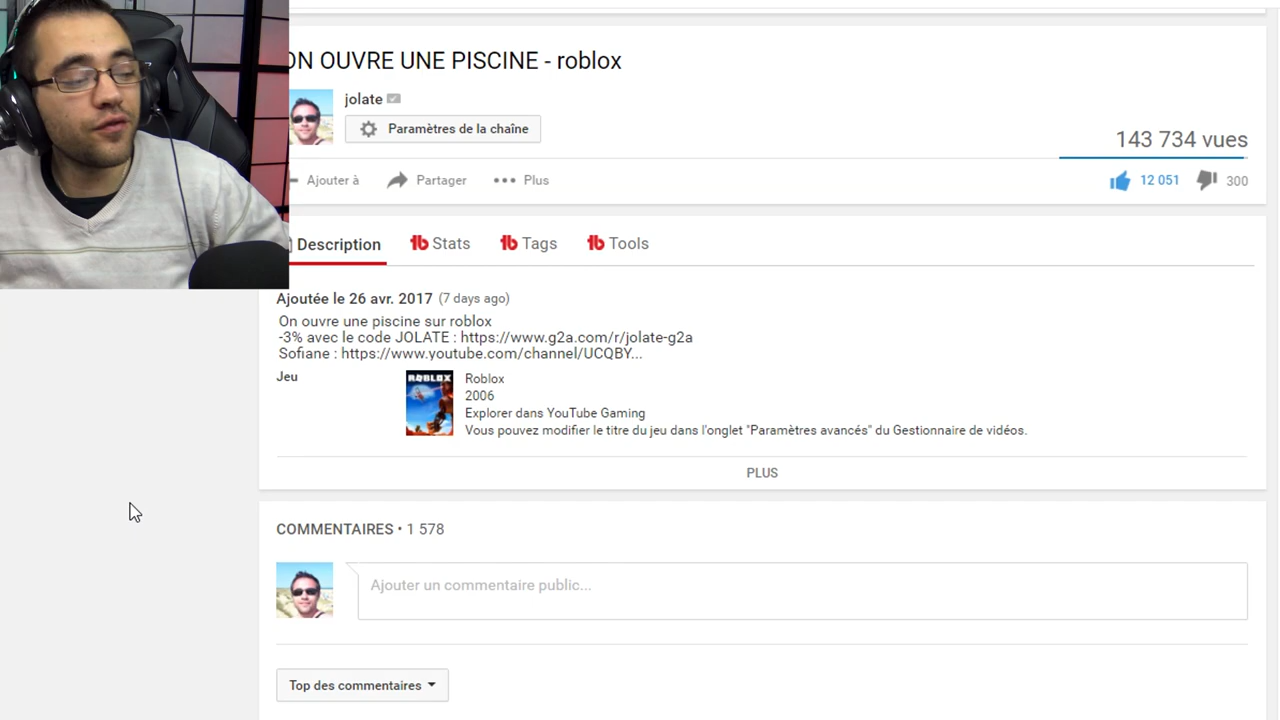 ON OUVRE UNE PISCINE - roblox
jolate
Paramètres de la chaîne
143 734 vues
Ajouter à Partager ••• Plus
12 051 300
Description Stats Tags Tools
Ajoutée le 26 avr. 2017 (7 days ago)
On ouvre une piscine sur roblox
-3% avec le code JOLATE : https://www.g2a.com/r/jolate-g2a
Sofiane : https://www.youtube.com/channel/UCQBY...
Jeu
ROBLOX
Roblox
2006
Explorer dans YouTube Gaming
Vous pouvez modifier le titre du jeu dans l'onglet "Paramètres avancés" du Gestionnaire de vidéos.
PLUS
COMMENTAIRES • 1 578
Ajouter un commentaire public...
Top des commentaires